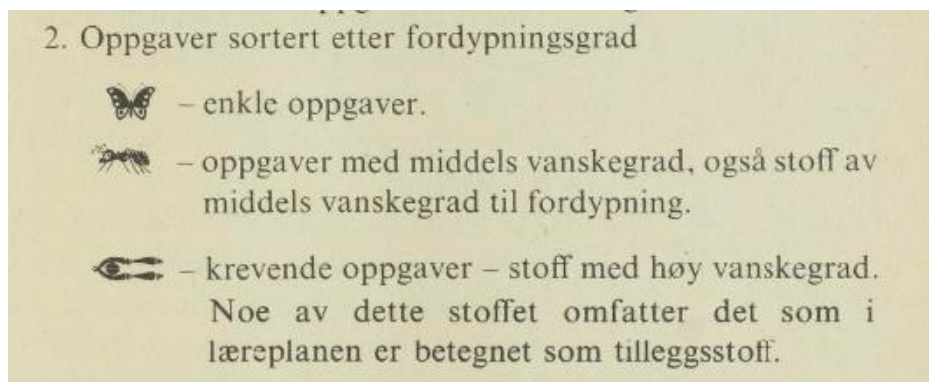 2. Oppgaver sortert etter fordypningsgrad
– enkle oppgaver.
– oppgaver med middels vanskegrad, også stoff av
middels vanskegrad til fordypning.
– krevende oppgaver – stoff med høy vanskegrad.
Noe av dette stoffet omfatter det som i
læreplanen er betegnet som tilleggsstoff.